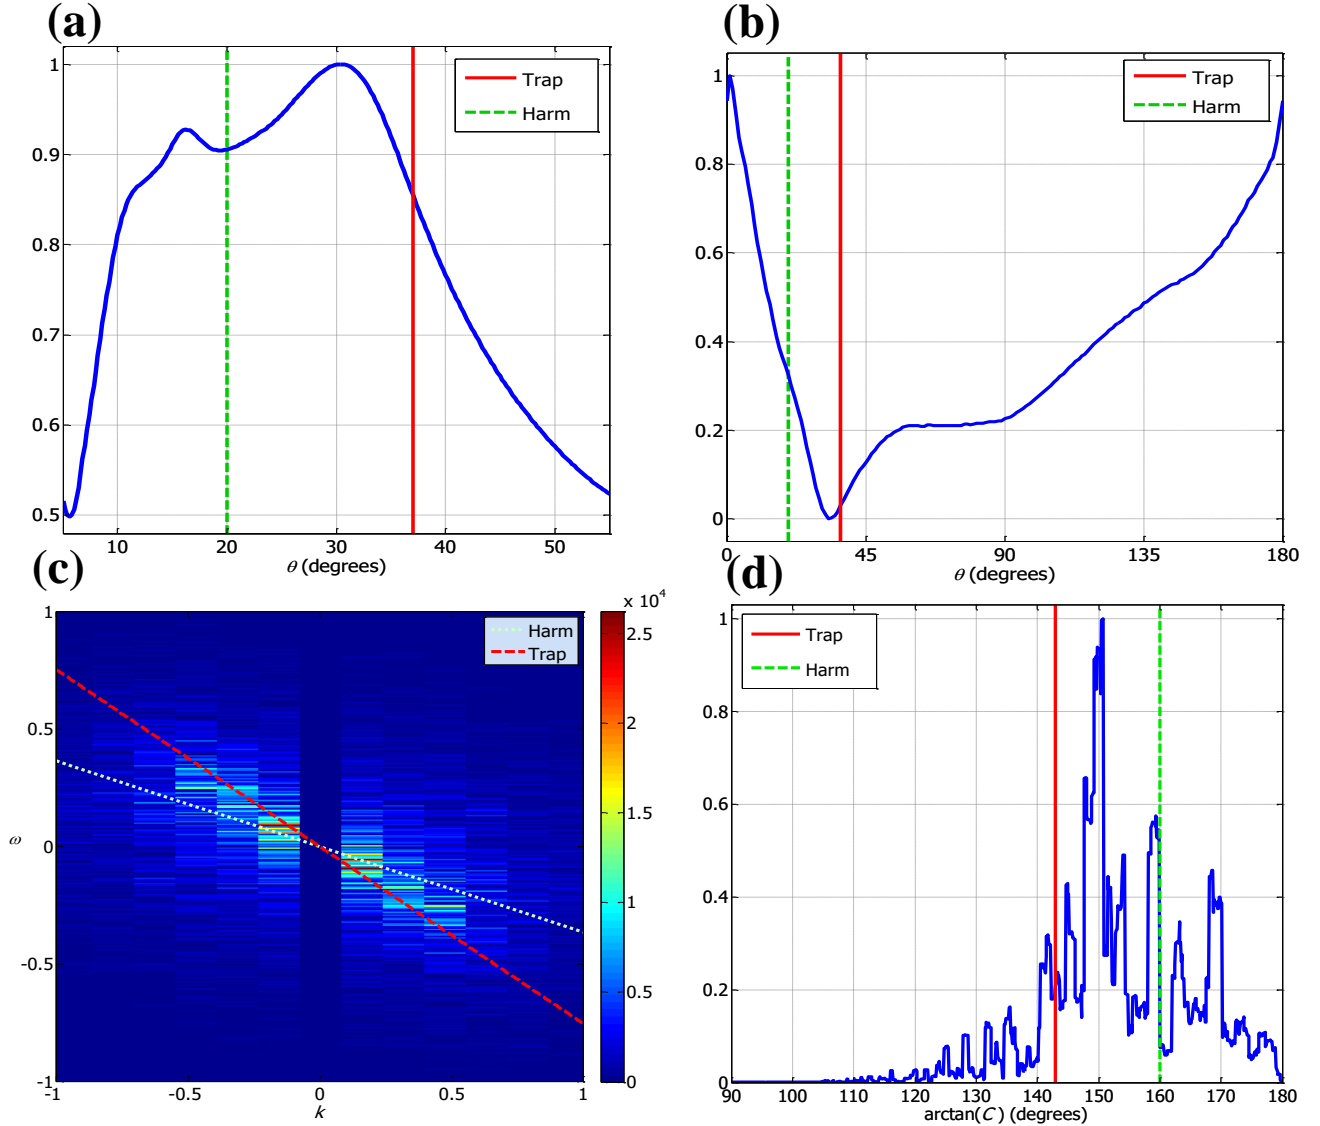 (a)
1
0.9
0.8
0.7
0.6
0.5
10 20 30 40 50
θ (degrees)
Trap
Harm
(b)
1
0.8
0.6
0.4
0.2
0
0 45 90 135 180
θ (degrees)
Trap
Harm
(c)
1
0.5
0
-0.5
-1
ω
-1 -0.5 0 0.5 1
k
Harm
Trap
x 10^4
2.5
2
1.5
1
0.5
0
(d)
1
0.8
0.6
0.4
0.2
0
90 100 110 120 130 140 150 160 170 180
arctan(C ) (degrees)
Trap
Harm